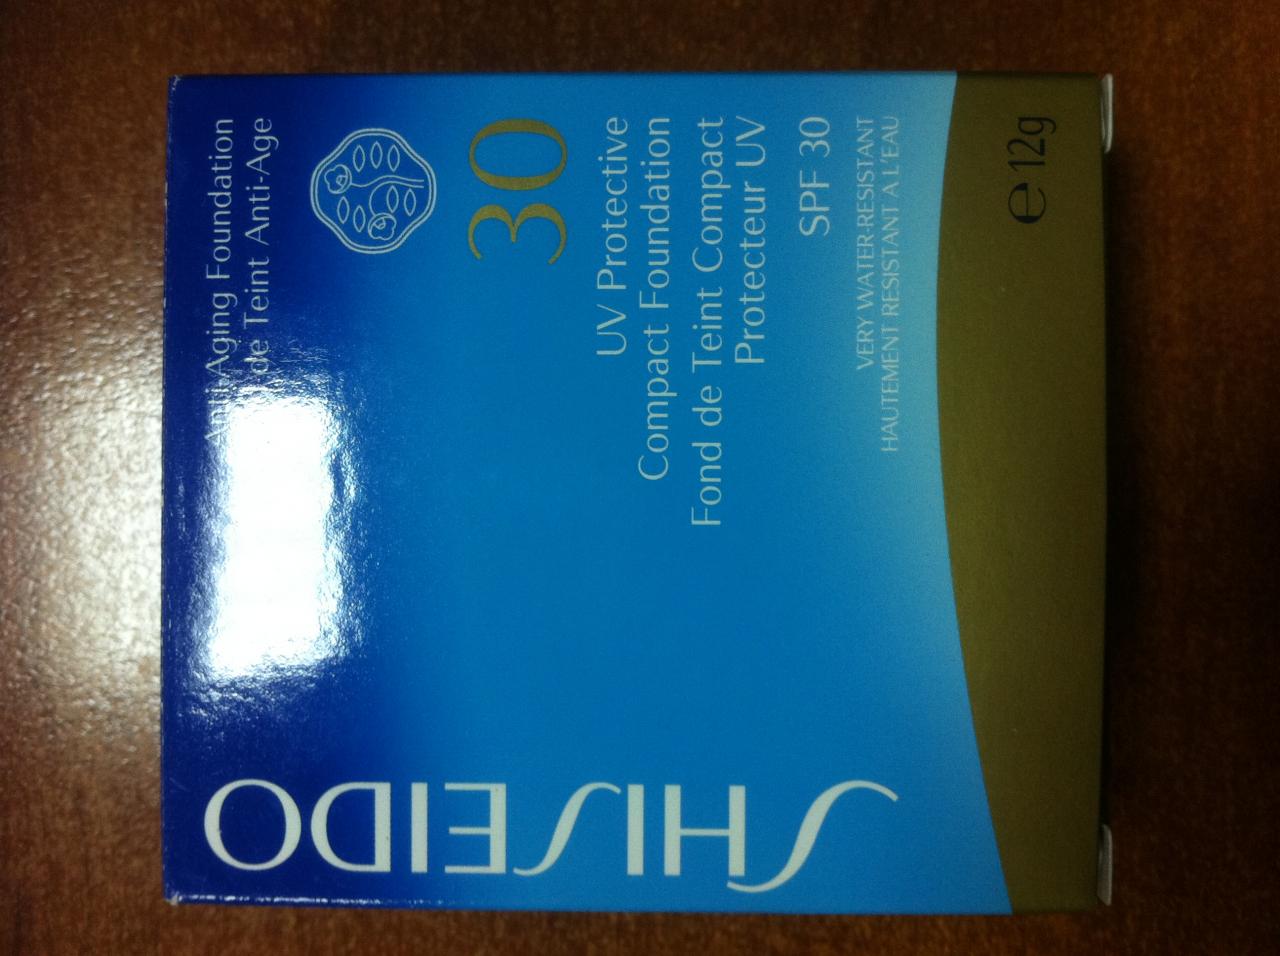 Anti-Aging Foundation
de Teint Anti-Age
30
UV Protective
Compact Foundation
Fond de Teint Compact
Protecteur UV
SPF 30
VERY WATER-RESISTANT
HAUTEMENT RESISTANT A L'EAU
℮ 12g
SHISEIDO